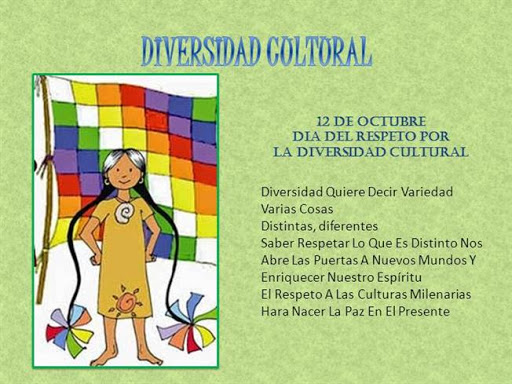 DIVERSIDAD COLTORAL
12 DE OCTUBRE
DIA DEL RESPETO POR
LA DIVERSIDAD CULTURAL
Diversidad Quiere Decir Variedad
Varias Cosas
Distintas, diferentes
Saber Respetar Lo Que Es Distinto Nos
Abre Las Puertas A Nuevos Mundos Y
Enriquecer Nuestro Espíritu
El Respeto A Las Culturas Milenarias
Hara Nacer La Paz En El Presente